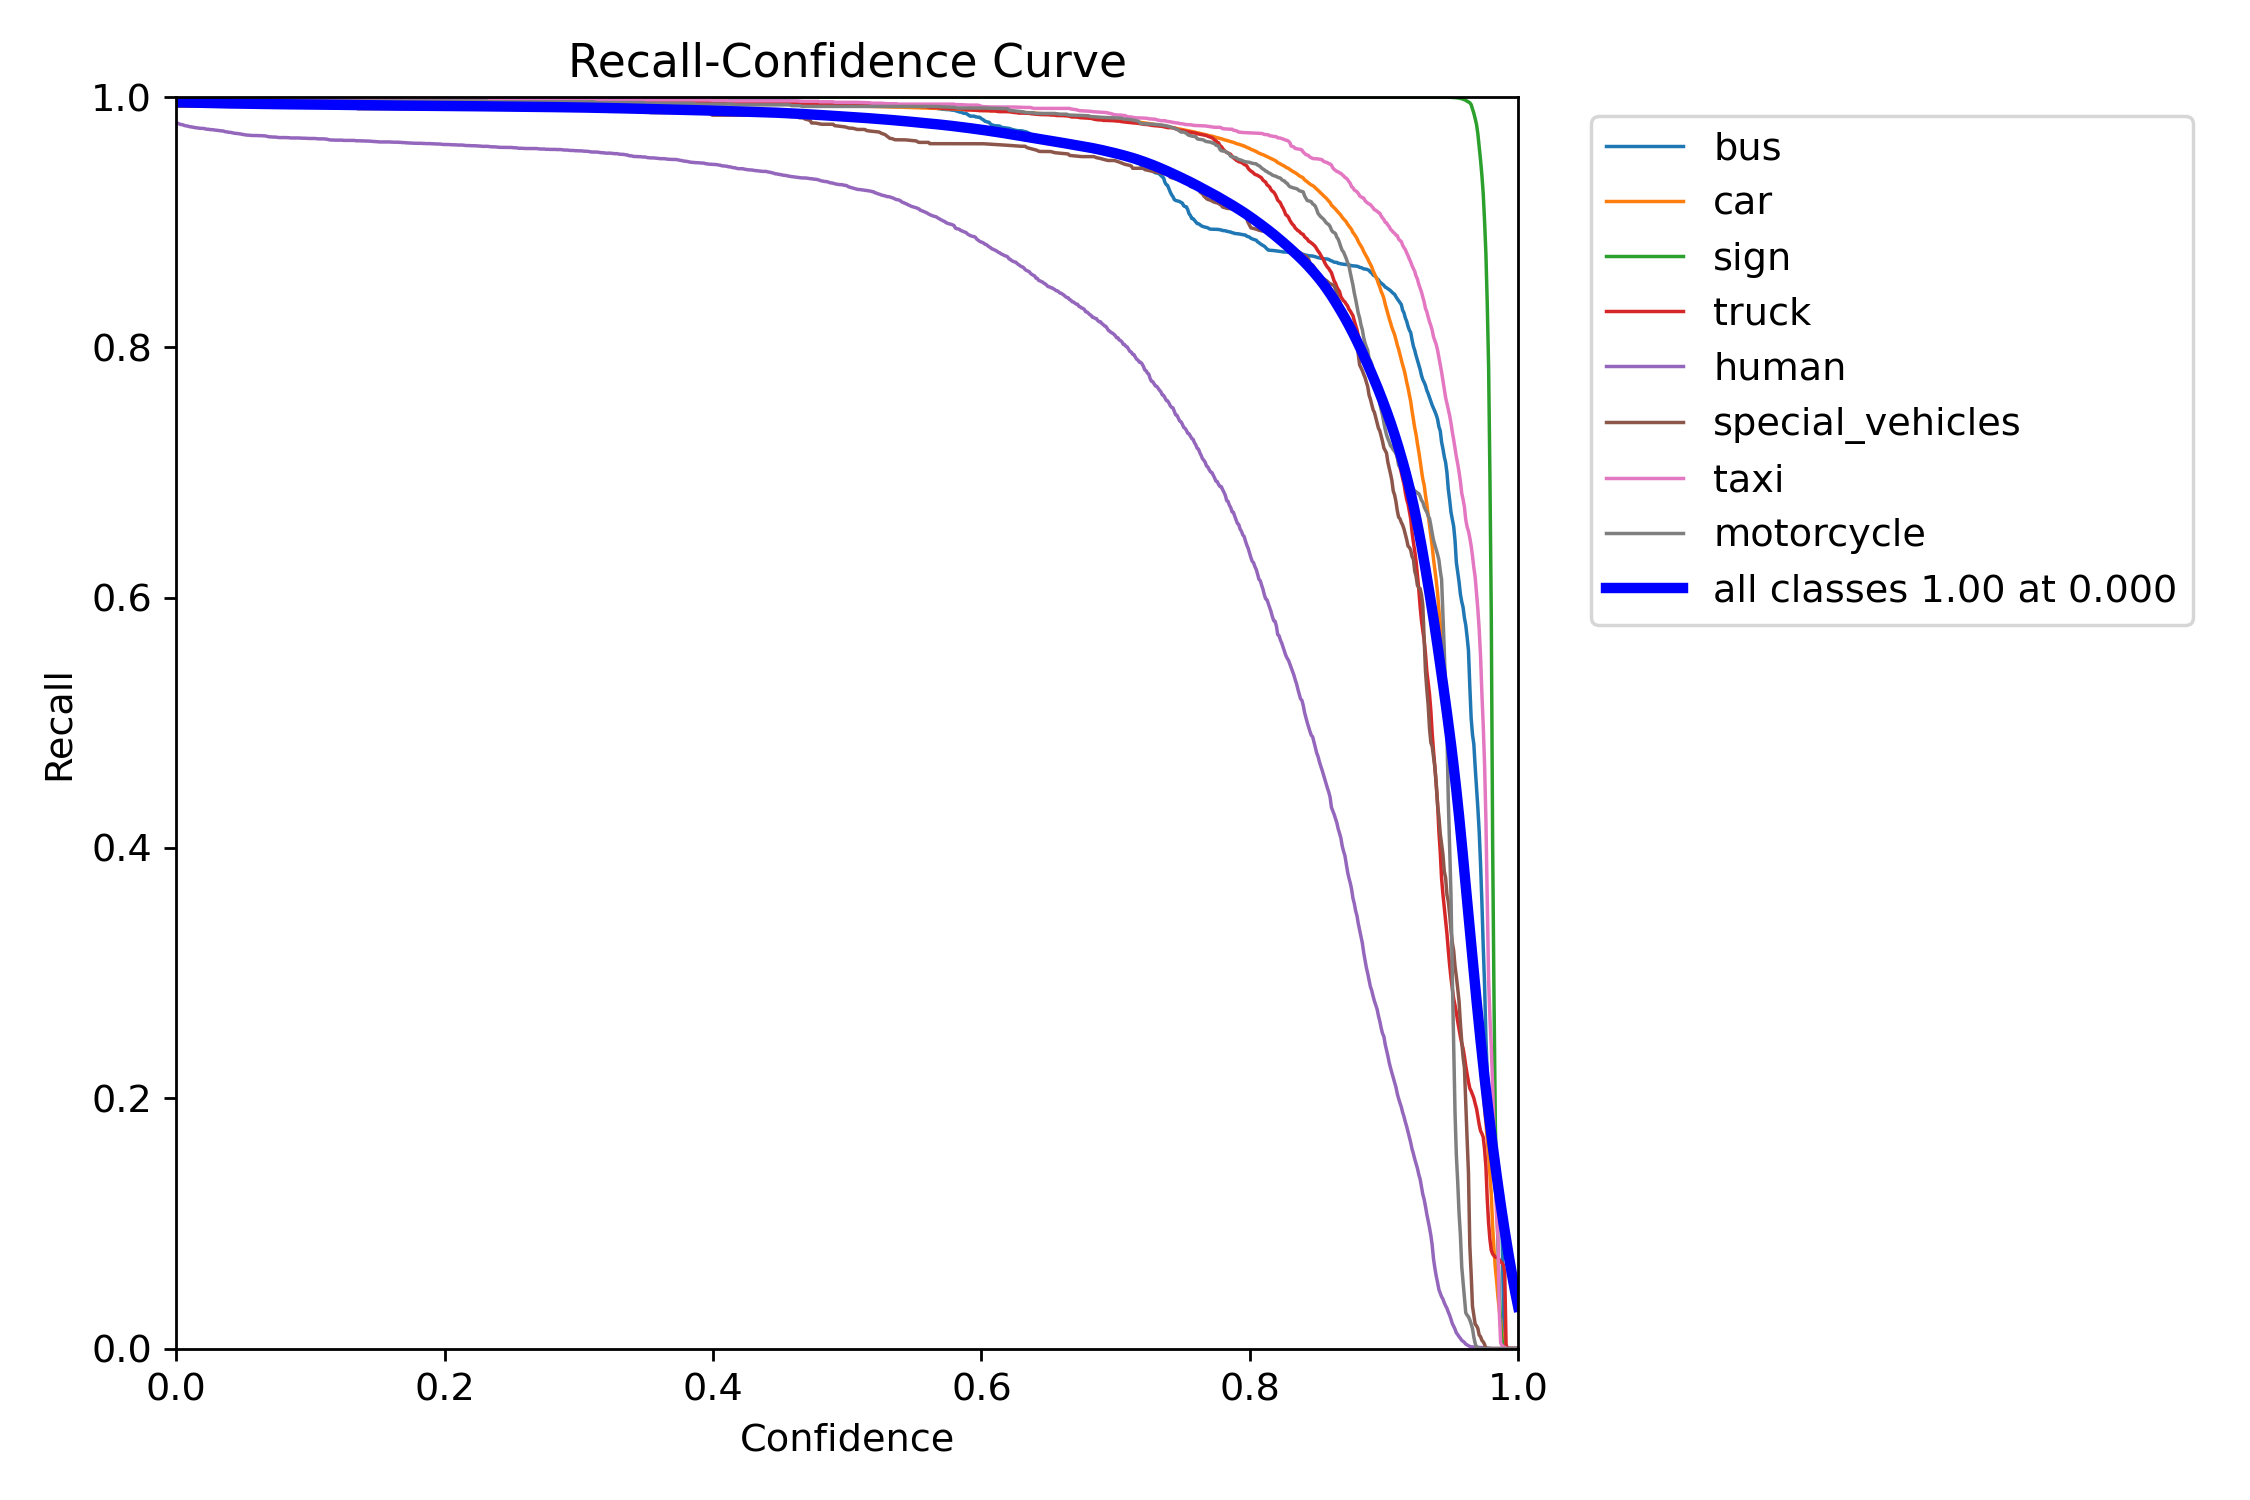 Recall-Confidence Curve
1.0
0.8
0.6
0.4
0.2
0.0
Recall
0.0 0.2 0.4 0.6 0.8 1.0
Confidence
bus
car
sign
truck
human
special_vehicles
taxi
motorcycle
all classes 1.00 at 0.000